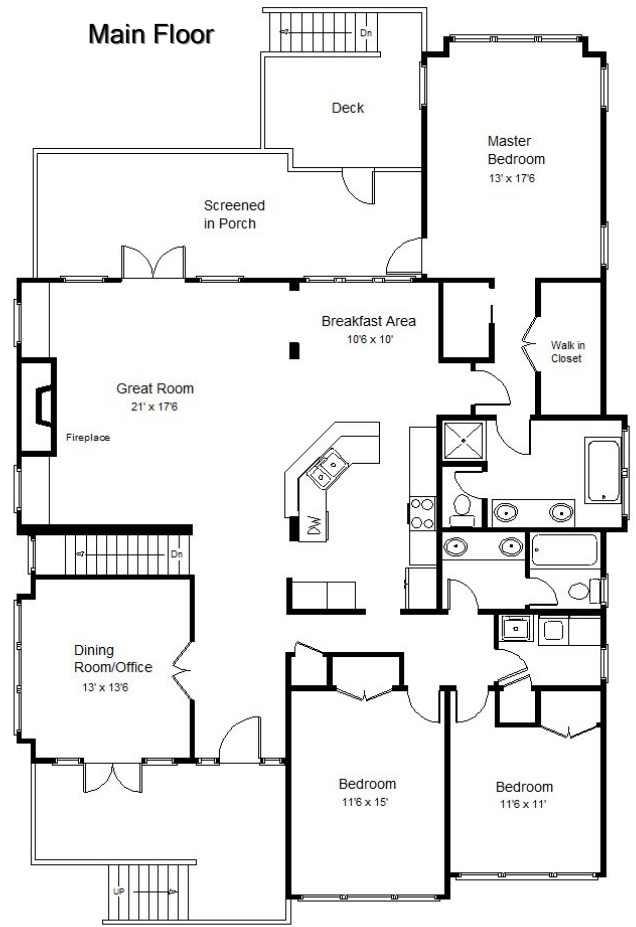 Main Floor
Dn
Deck
Master
Bedroom
13' x 17'6
Screened
in Porch
Breakfast Area
10'6 x 10'
Walk in
Closet
Great Room
21' x 17'6
Fireplace
DW
Dn
Dining
Room/Office
13' x 13'6
Bedroom
11'6 x 15'
Bedroom
11'6 x 11'
UP